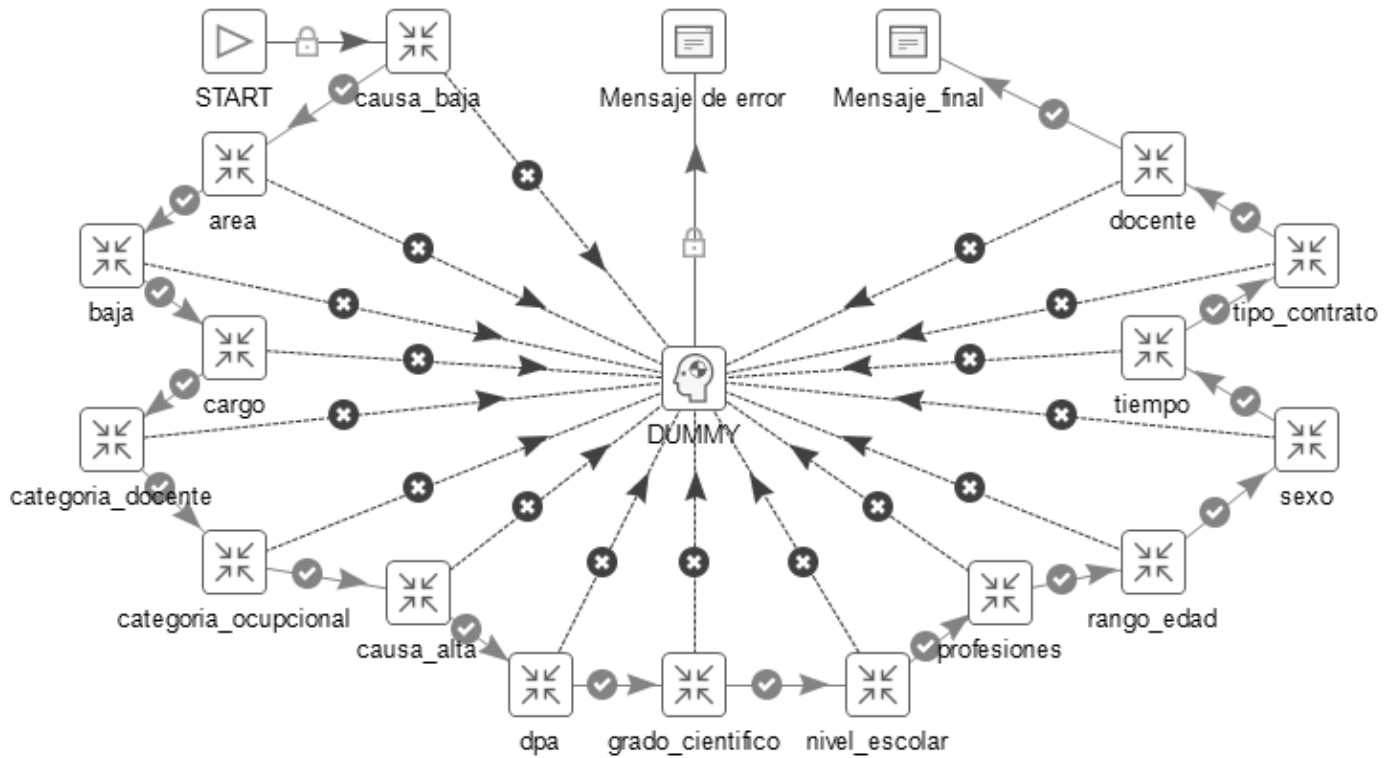 START
causa_baja
Mensaje de error
Mensaje_final
area
docente
baja
tipo_contrato
cargo
tiempo
DUMMY
categoria_docente
sexo
categoria_ocupcional
causa_alta
profesiones
rango_edad
dpa
grado_cientifico
nivel_escolar